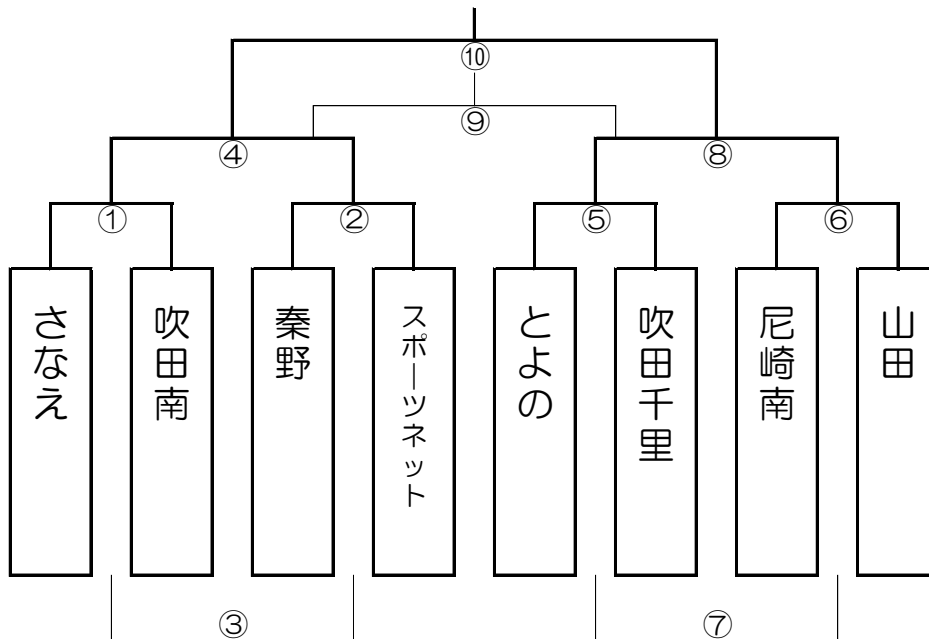 ⑩
⑨
④
⑧
①
②
⑤
⑥
さなえ
吹田南
秦野
スポーツネット
とよの
吹田千里
尼崎南
山田
③
⑦